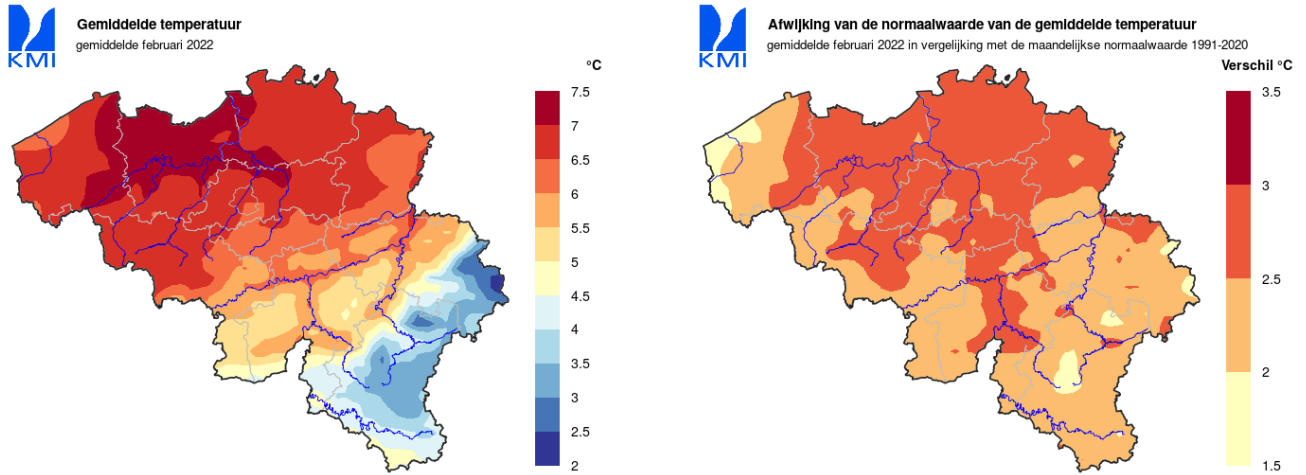 KMI
Gemiddelde temperatuur
gemiddelde februari 2022
°C
7.5
7
6.5
6
5.5
5
4.5
4
3.5
3
2.5
2
KMI
Afwijking van de normaalwaarde van de gemiddelde temperatuur
gemiddelde februari 2022 in vergelijking met de maandelijkse normaalwaarde 1991-2020
Verschil °C
3.5
3
2.5
2
1.5